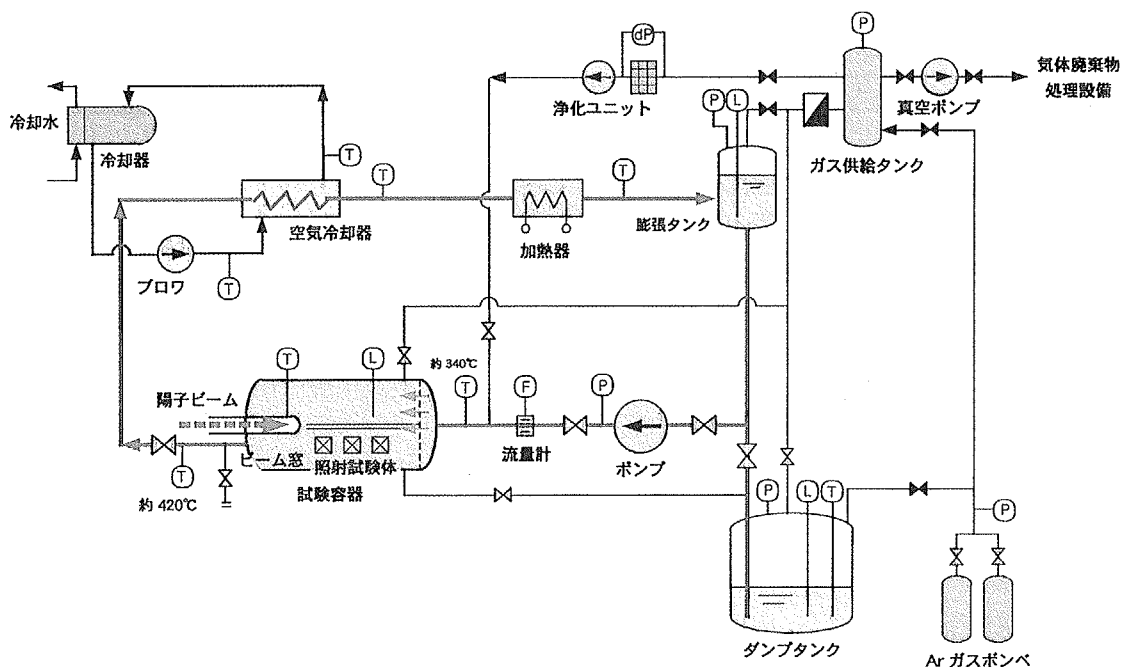 dP
P
気体廃棄物
処理設備
浄化ユニット
P
L
真空ポンプ
冷却水
冷却器
T
T
T
ガス供給タンク
空気冷却器
加熱器
膨張タンク
ブロワ
T
T
L
約 340℃
陽子ビーム
T
F
P
ビーム窓
照射試験体
流量計
ポンプ
T
試験容器
約 420℃
P
L
T
P
ダンプタンク
Ar ガスボンベ